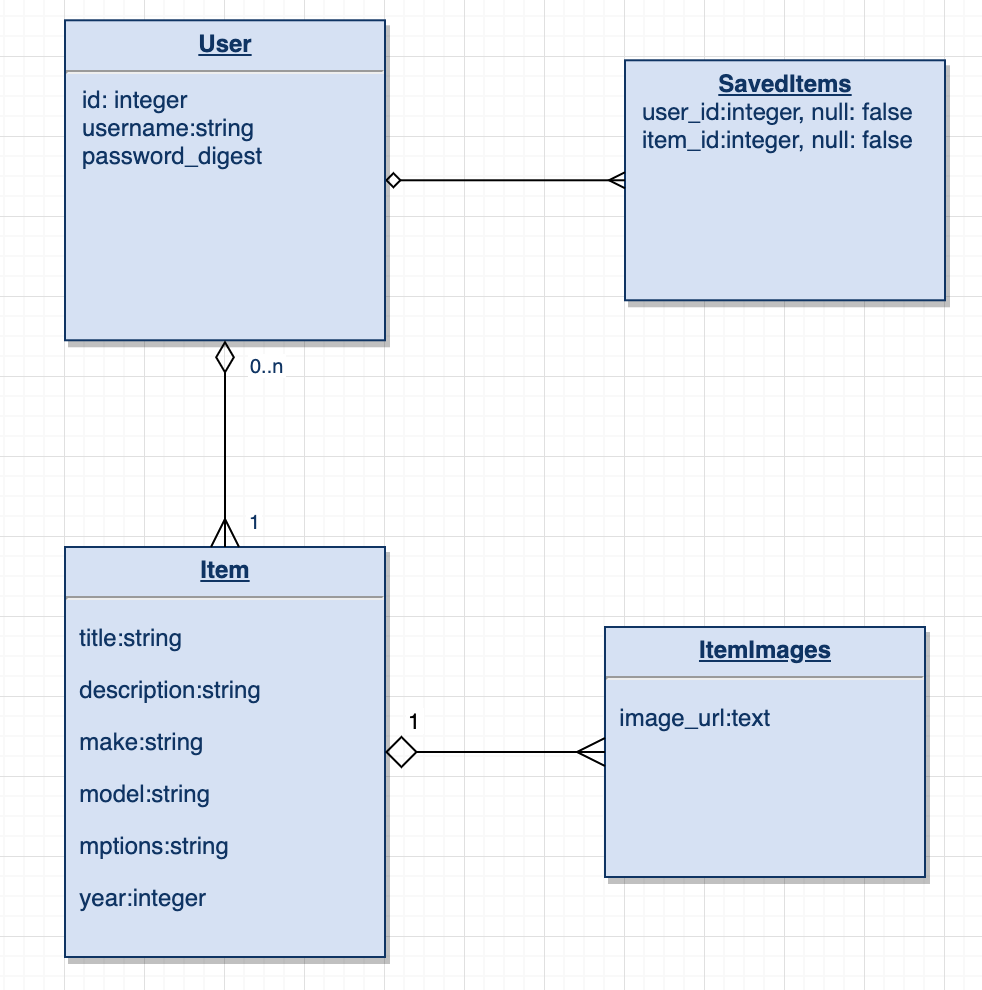 User
id: integer
username:string
password_digest
SavedItems
user_id:integer, null: false
item_id:integer, null: false
0..n
1
Item
title:string
description:string
make:string
model:string
mptions:string
year:integer
1
ItemImages
image_url:text